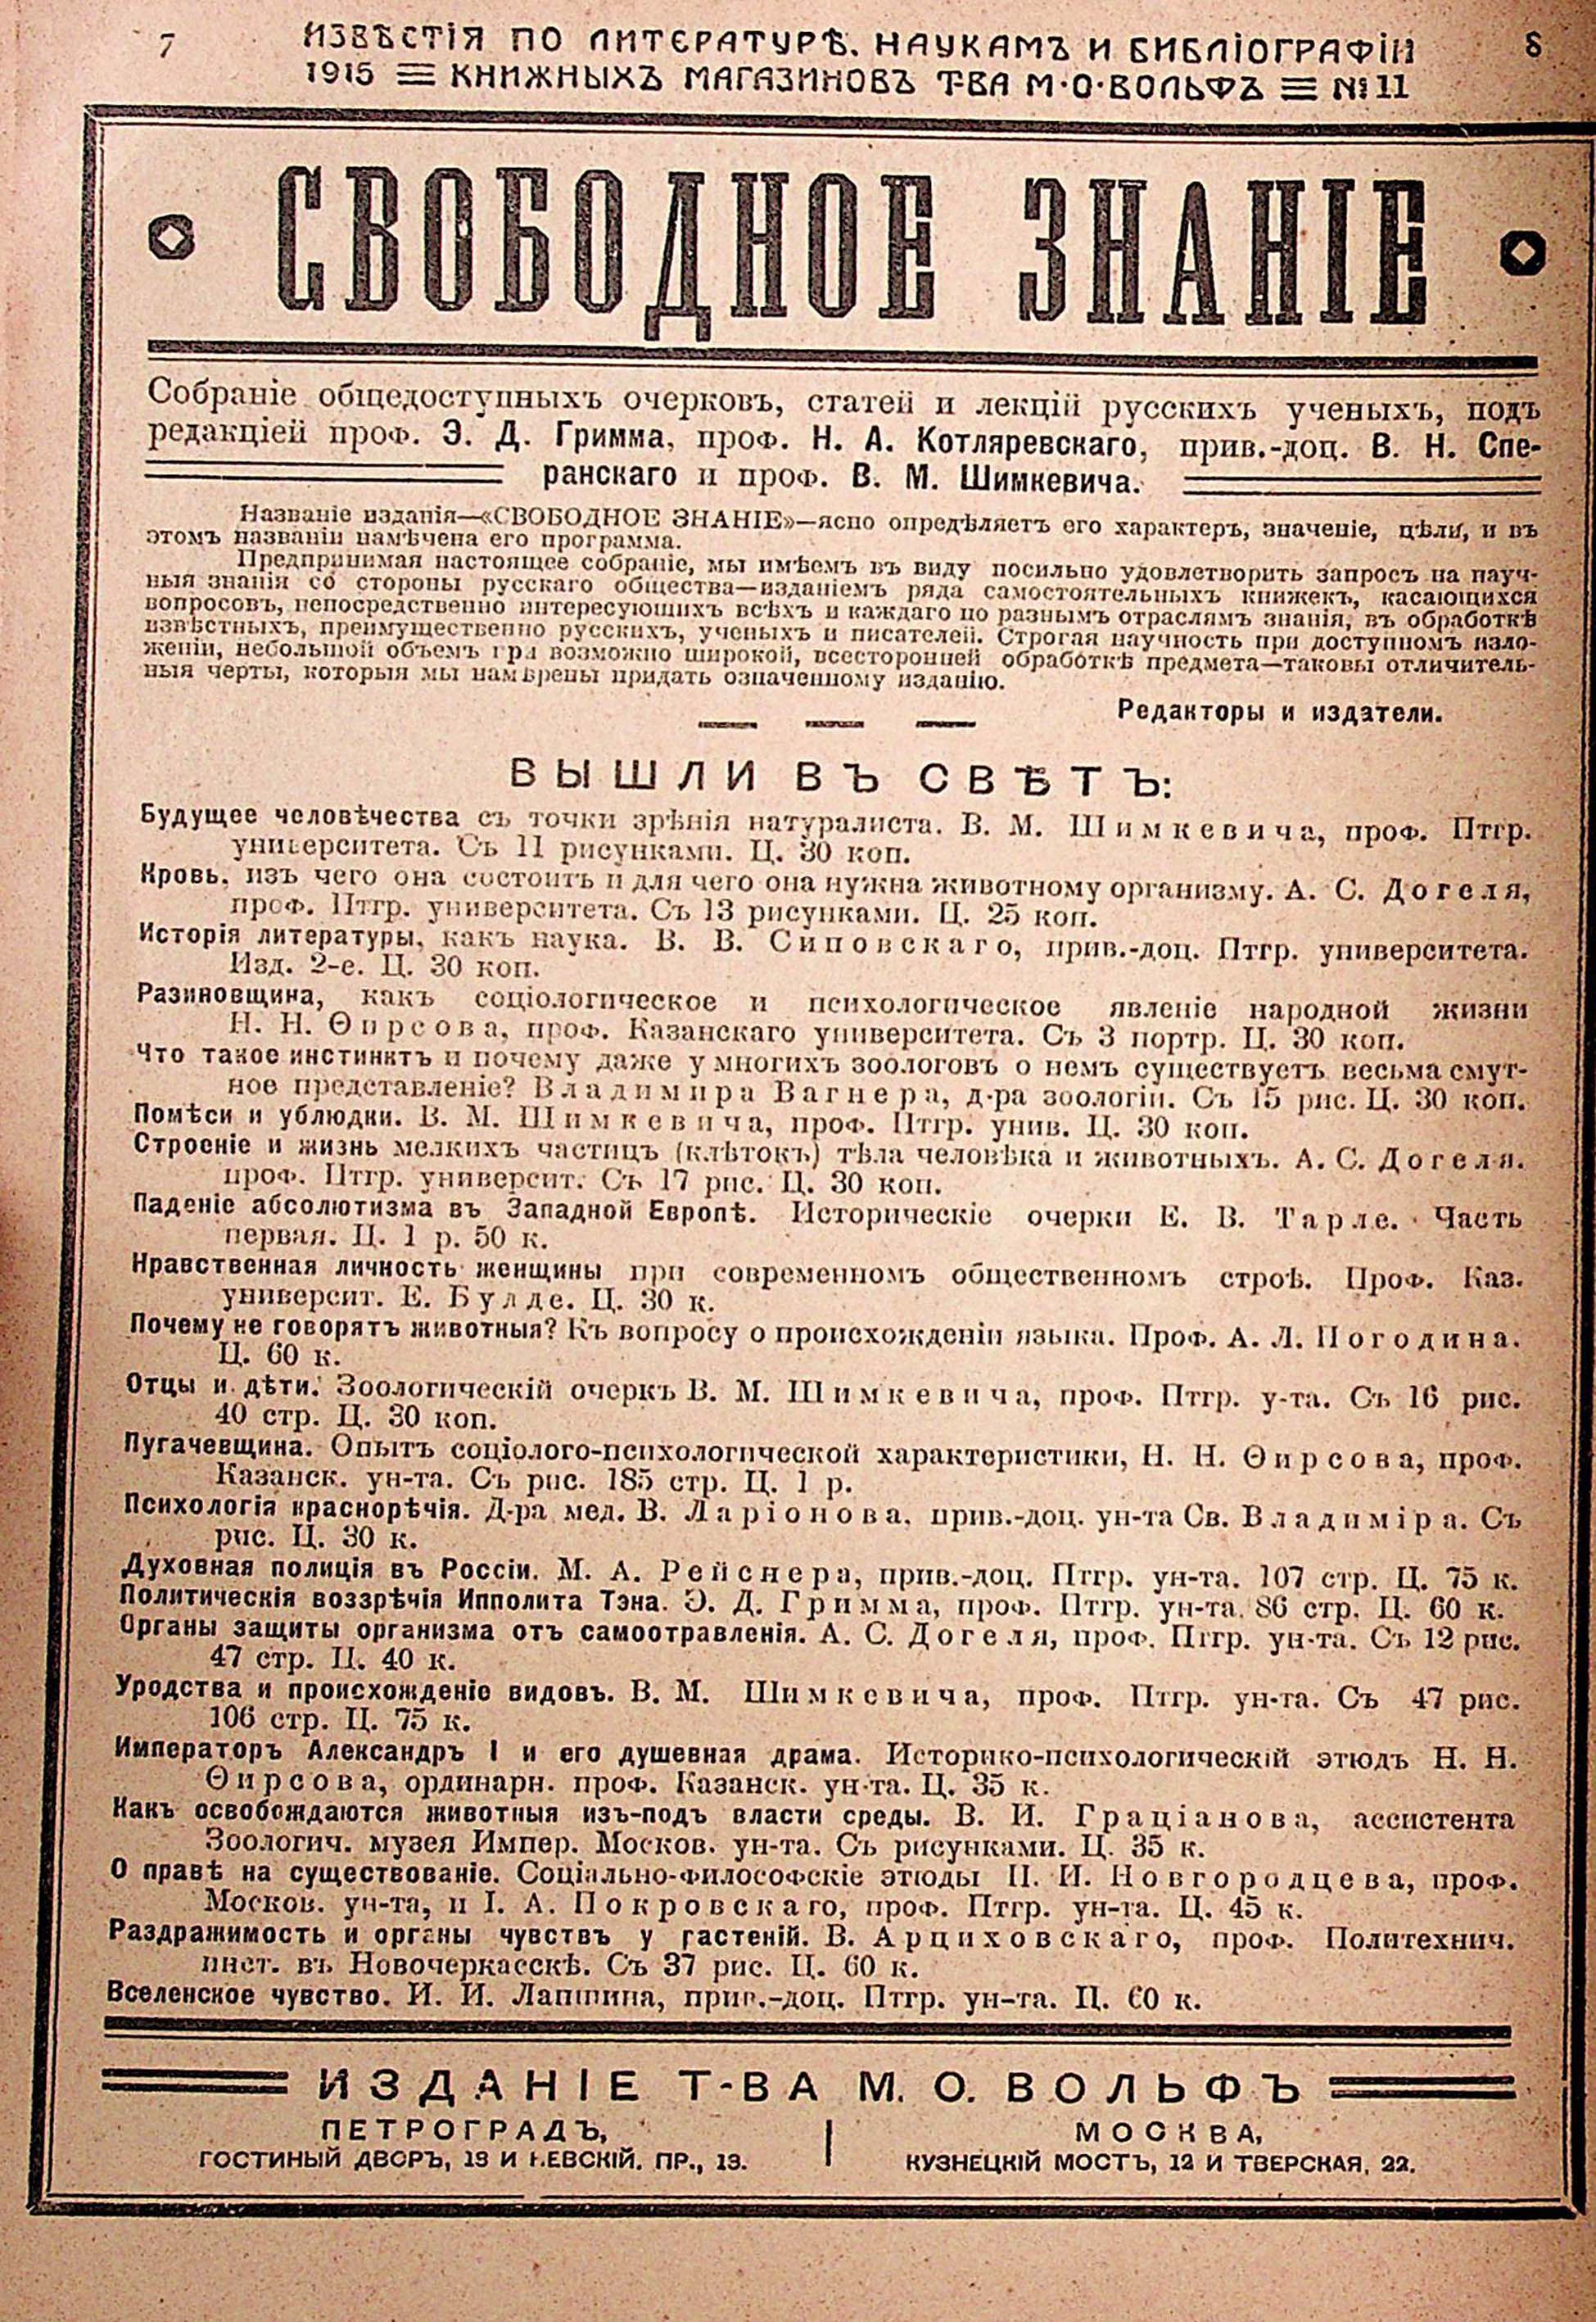 7 ИЗВѢСТІЯ ПО ЛИТЕРАТУРѢ, НАУКАМЪ И БИБЛІОГРАФІИ 8
1915 КНИЖНЫХЪ МАГАЗИНОВЪ Т-ВА М·О·ВОЛЬФЪ № 11
СВОБОДНОЕ ЗНАНІЕ
Собраніе общедоступныхъ очерковъ, статей и лекцій русскихъ ученыхъ, подъ
редакціей проф. Э. Д. Гримма, проф. Н. А. Котляревскаго, прив.-доц. В. Н. Спе-
ранскаго и проф. В. М. Шимкевича.
Названіе изданія—«СВОБОДНОЕ ЗНАНІЕ»—ясно опредѣляетъ его характеръ, значеніе, цѣли, и въ
этомъ названіи намѣчена его программа.
Предпринимая настоящее собраніе, мы имѣемъ въ виду посильно удовлетворить запросъ на науч-
ныя знанія со стороны русскаго общества—изданіемъ ряда самостоятельныхъ книжекъ, касающихся
вопросовъ, непосредственно интересующихъ всѣхъ и каждаго по разнымъ отраслямъ знанія, въ обработкѣ
извѣстныхъ, преимущественно русскихъ, ученыхъ и писателей. Строгая научность при доступномъ изло-
женіи, небольшой объемъ при возможно широкой, всесторонней обработкѣ предмета—таковы отличитель-
ныя черты, которыя мы намѣрены придать означенному изданію.
Редакторы и издатели.
ВЫШЛИ ВЪ СВѢТЪ:
Будущее человѣчества съ точки зрѣнія натуралиста. В. М. Шимкевича, проф. Птгр.
университета. Съ 11 рисунками. Ц. 30 коп.
Кровь, изъ чего она состоитъ и для чего она нужна животному организму. А. С. Догеля,
проф. Птгр. университета. Съ 13 рисунками. Ц. 25 коп.
Исторія литературы, какъ наука. В. В. Сиповскаго, прив.-доц. Птгр. университета.
Изд. 2-е. Ц. 30 коп.
Разиновщина, какъ соціологическое и психологическое явленіе народной жизни
Н. Н. Ѳирсова, проф. Казанскаго университета. Съ 3 портр. Ц. 30 коп.
Что такое инстинктъ и почему даже у многихъ зоологовъ о немъ существуетъ весьма смут-
ное представленіе? Владимира Вагнера, д-ра зоологіи. Съ 15 рис. Ц. 30 коп.
Помѣси и ублюдки. В. М. Шимкевича, проф. Птгр. унив. Ц. 30 коп.
Строеніе и жизнь мелкихъ частицъ (клѣтокъ) тѣла человѣка и животныхъ. А. С. Догеля.
проф. Птгр. университ. Съ 17 рис. Ц. 30 коп.
Паденіе абсолютизма въ Западной Европѣ. Историческіе очерки Е. В. Тарле. Часть
первая. Ц. 1 р. 50 к.
Нравственная личность женщины при современномъ общественномъ строѣ. Проф. Каз.
университ. Е. Булде. Ц. 30 к.
Почему не говорятъ животныя? Къ вопросу о происхожденіи языка. Проф. А. Л. Погодина.
Ц. 60 к.
Отцы и дѣти. Зоологическій очеркъ В. М. Шимкевича, проф. Птгр. у-та. Съ 16 рис.
40 стр. Ц. 30 коп.
Пугачевщина. Опытъ соціолого-психологической характеристики, Н. Н. Ѳирсова, проф.
Казанск. ун-та. Съ рис. 185 стр. Ц. 1 р.
Психологія краснорѣчія. Д-ра мед. В. Ларіонова, прив.-доц. ун-та Св. Владиміра. Съ
рис. Ц. 30 к.
Духовная полиція въ Россіи. М. А. Рейснера, прив.-доц. Птгр. ун-та. 107 стр. Ц. 75 к.
Политическія воззрѣчія Ипполита Тэна. Э. Д. Гримма, проф. Птгр. ун-та. 86 стр. Ц. 60 к.
Органы защиты организма отъ самоотравленія. А. С. Догеля, проф. Птгр. ун-та. Съ 12 рис.
47 стр. Ц. 40 к.
Уродства и происхожденіе видовъ. В. М. Шимкевича, проф. Птгр. ун-та. Съ 47 рис.
106 стр. Ц. 75 к.
Императоръ Александръ I и его душевная драма. Историко-психологическій этюдъ Н. Н.
Ѳирсова, ординарн. проф. Казанск. ун-та. Ц. 35 к.
Какъ освобождаются животныя изъ-подъ власти среды. В. И. Граціанова, ассистента
Зоологич. музея Импер. Москов. ун-та. Съ рисунками. Ц. 35 к.
О правѣ на существованіе. Соціально-философскіе этюды П. И. Новгородцева, проф.
Москов. ун-та, и І. А. Покровскаго, проф. Птгр. ун-та. Ц. 45 к.
Раздражимость и органы чувствъ у растеній. В. Арциховскаго, проф. Политехнич.
инст. въ Новочеркасскѣ. Съ 37 рис. Ц. 60 к.
Вселенское чувство. И. И. Лапшина, прив.-доц. Птгр. ун-та. Ц. 60 к.
ИЗДАНІЕ Т-ВА М. О. ВОЛЬФЪ
ПЕТРОГРАДЪ,
ГОСТИНЫЙ ДВОРЪ, 18 И НЕВСКІЙ. ПР., 13.
МОСКВА,
КУЗНЕЦКІЙ МОСТЪ, 12 И ТВЕРСКАЯ, 22.